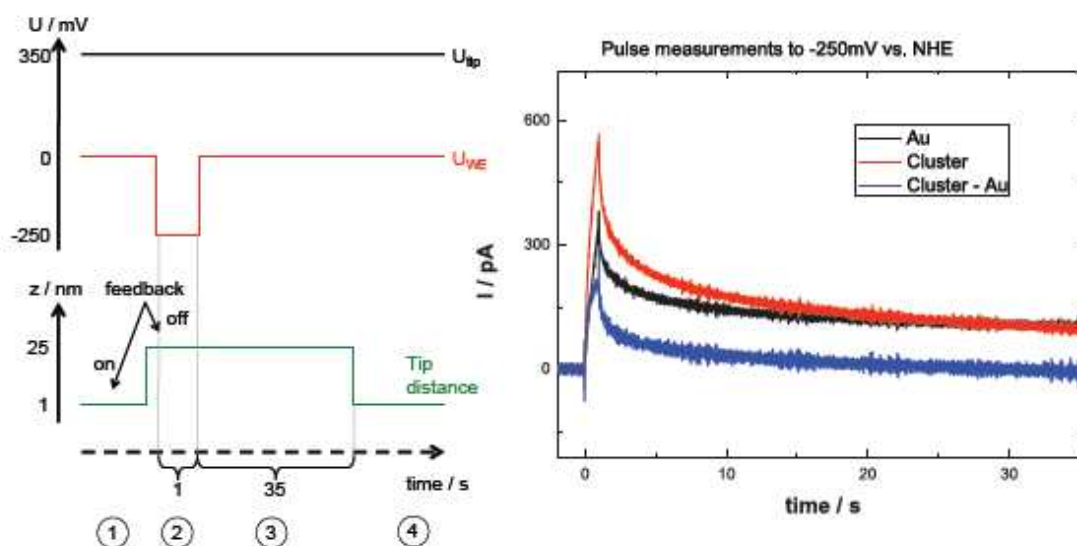 U / mV
350
U tip
0
U WE
-250
z / nm
feedback
off
25
on
Tip
distance
1
1
35
time / s
1
2
3
4
Pulse measurements to -250mV vs. NHE
Au
Cluster
Cluster - Au
600
300
0
I / pA
0
10
20
30
time / s